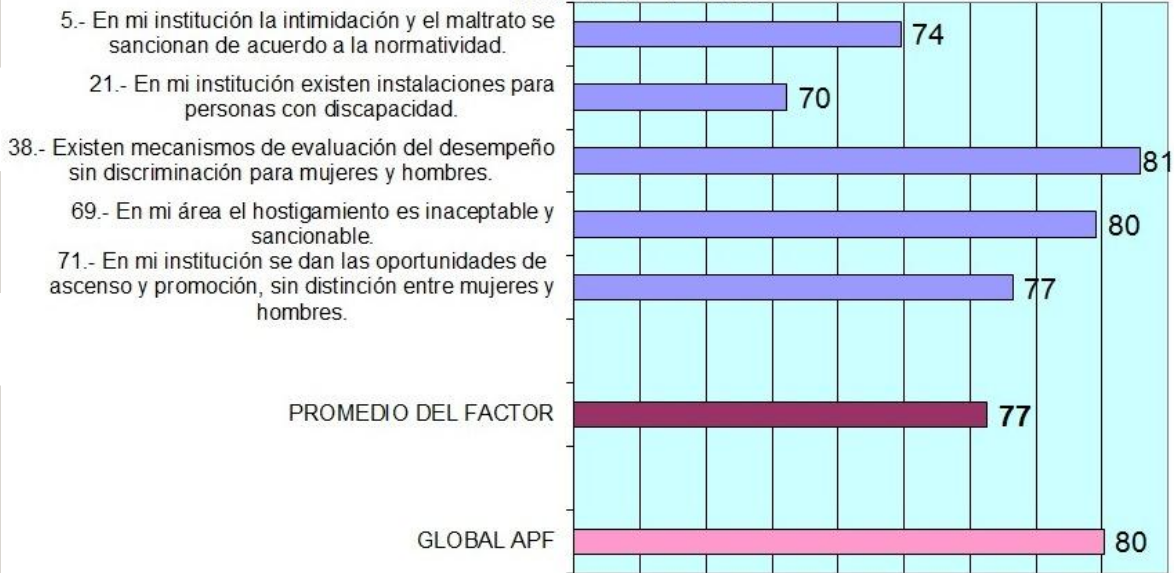 5.- En mi institución la intimidación y el maltrato se
sancionan de acuerdo a la normatividad.
74
21.- En mi institución existen instalaciones para
personas con discapacidad.
70
38.- Existen mecanismos de evaluación del desempeño
sin discriminación para mujeres y hombres.
81
69.- En mi área el hostigamiento es inaceptable y
sancionable.
80
71.- En mi institución se dan las oportunidades de
ascenso y promoción, sin distinción entre mujeres y
hombres.
77
PROMEDIO DEL FACTOR
77
GLOBAL APF
80